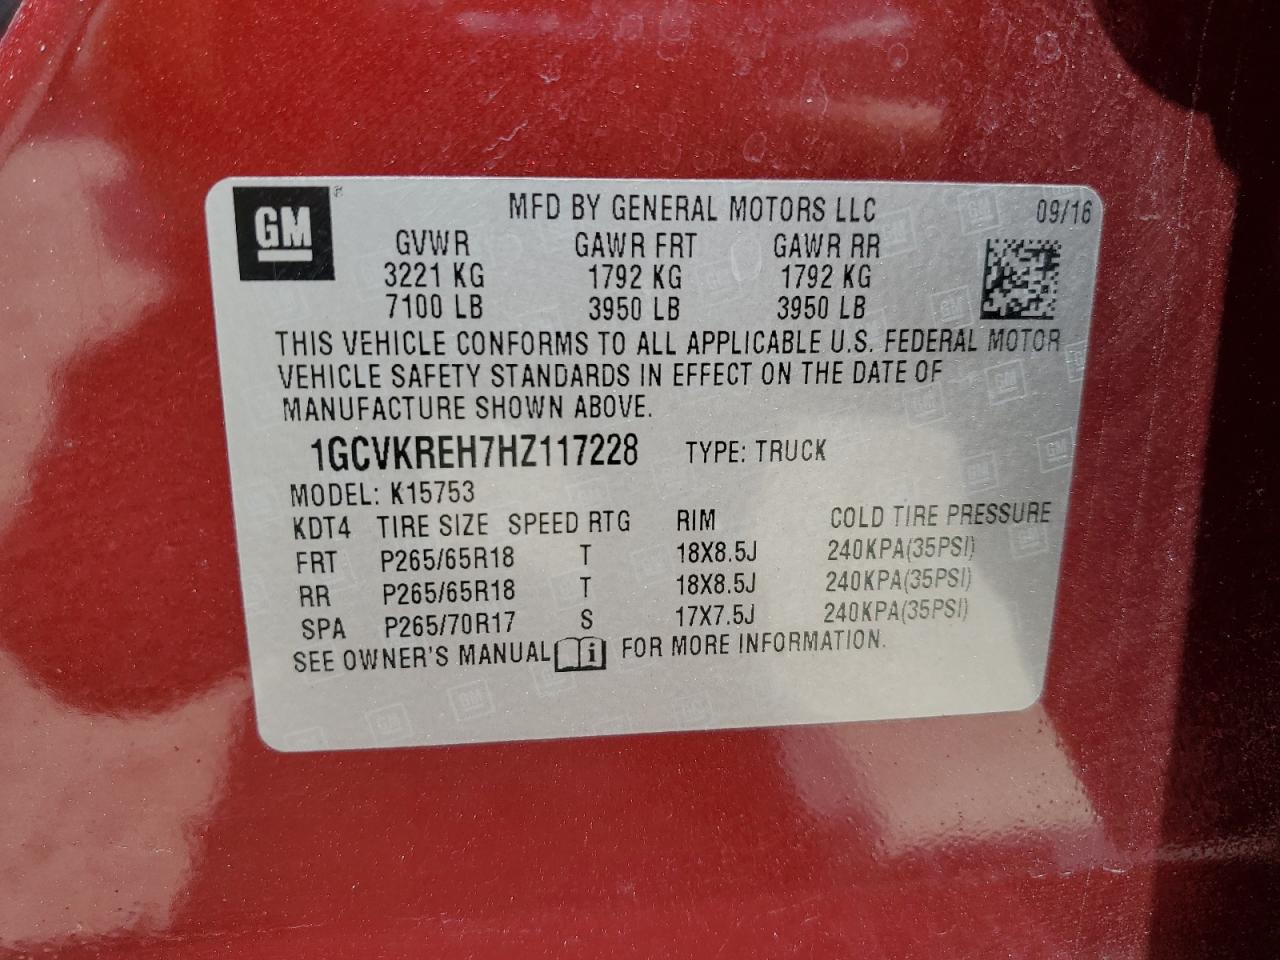 GM ®
MFD BY GENERAL MOTORS LLC 09/16
GVWR GAWR FRT GAWR RR
3221 KG 1792 KG 1792 KG
7100 LB 3950 LB 3950 LB
THIS VEHICLE CONFORMS TO ALL APPLICABLE U.S. FEDERAL MOTOR
VEHICLE SAFETY STANDARDS IN EFFECT ON THE DATE OF
MANUFACTURE SHOWN ABOVE.
1GCVKREH7HZ117228 TYPE: TRUCK
MODEL: K15753
KDT4 TIRE SIZE SPEED RTG RIM COLD TIRE PRESSURE
FRT P265/65R18 T 18X8.5J 240KPA(35PSI)
RR P265/65R18 T 18X8.5J 240KPA(35PSI)
SPA P265/70R17 S 17X7.5J 240KPA(35PSI)
SEE OWNER'S MANUAL i FOR MORE INFORMATION.